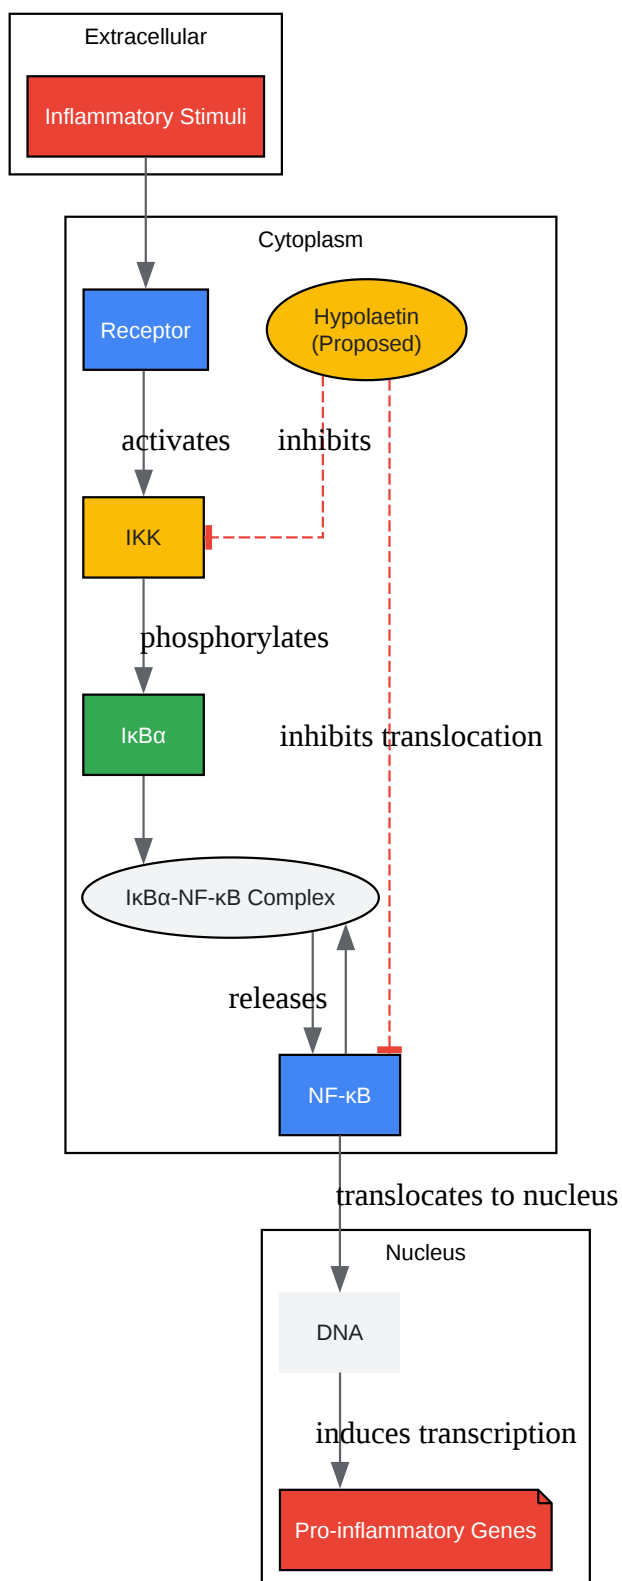 Extracellular
Inflammatory Stimuli
Cytoplasm
Receptor
Hypolaetin
(Proposed)
activates
inhibits
IKK
phosphorylates
IκBα
inhibits translocation
IκBα-NF-κB Complex
releases
NF-κB
translocates to nucleus
Nucleus
DNA
induces transcription
Pro-inflammatory Genes